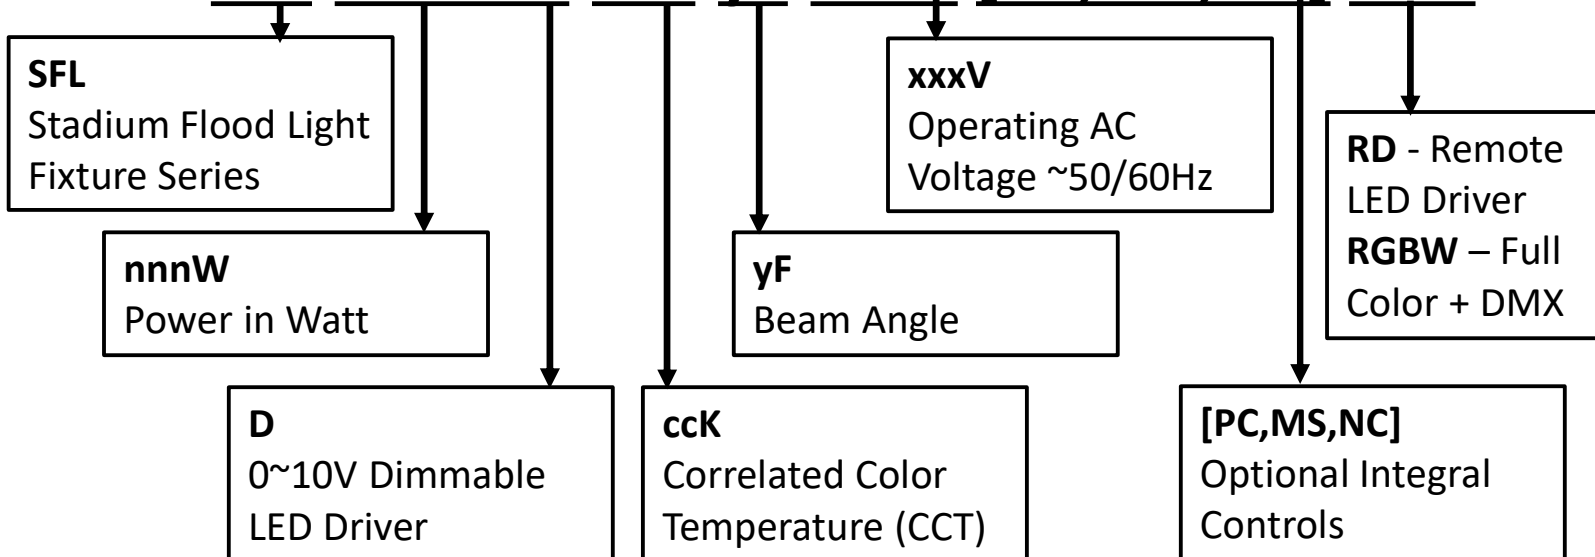 SFL
Stadium Flood Light
Fixture Series
xxxV
Operating AC
Voltage ~50/60Hz
RD - Remote
LED Driver
RGBW – Full
Color + DMX
nnnW
Power in Watt
yF
Beam Angle
D
0~10V Dimmable
LED Driver
ccK
Correlated Color
Temperature (CCT)
[PC,MS,NC]
Optional Integral
Controls